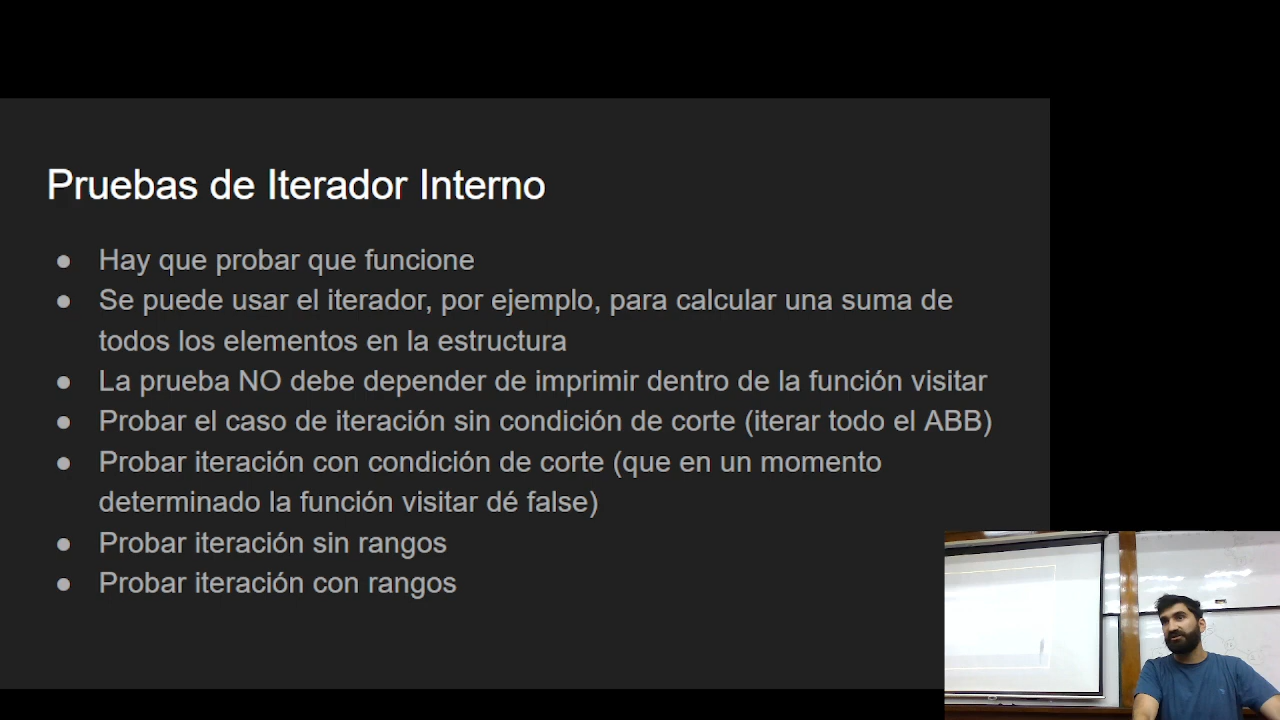 Pruebas de Iterador Interno
● Hay que probar que funcione
● Se puede usar el iterador, por ejemplo, para calcular una suma de
todos los elementos en la estructura
● La prueba NO debe depender de imprimir dentro de la función visitar
● Probar el caso de iteración sin condición de corte (iterar todo el ABB)
● Probar iteración con condición de corte (que en un momento
determinado la función visitar dé false)
● Probar iteración sin rangos
● Probar iteración con rangos